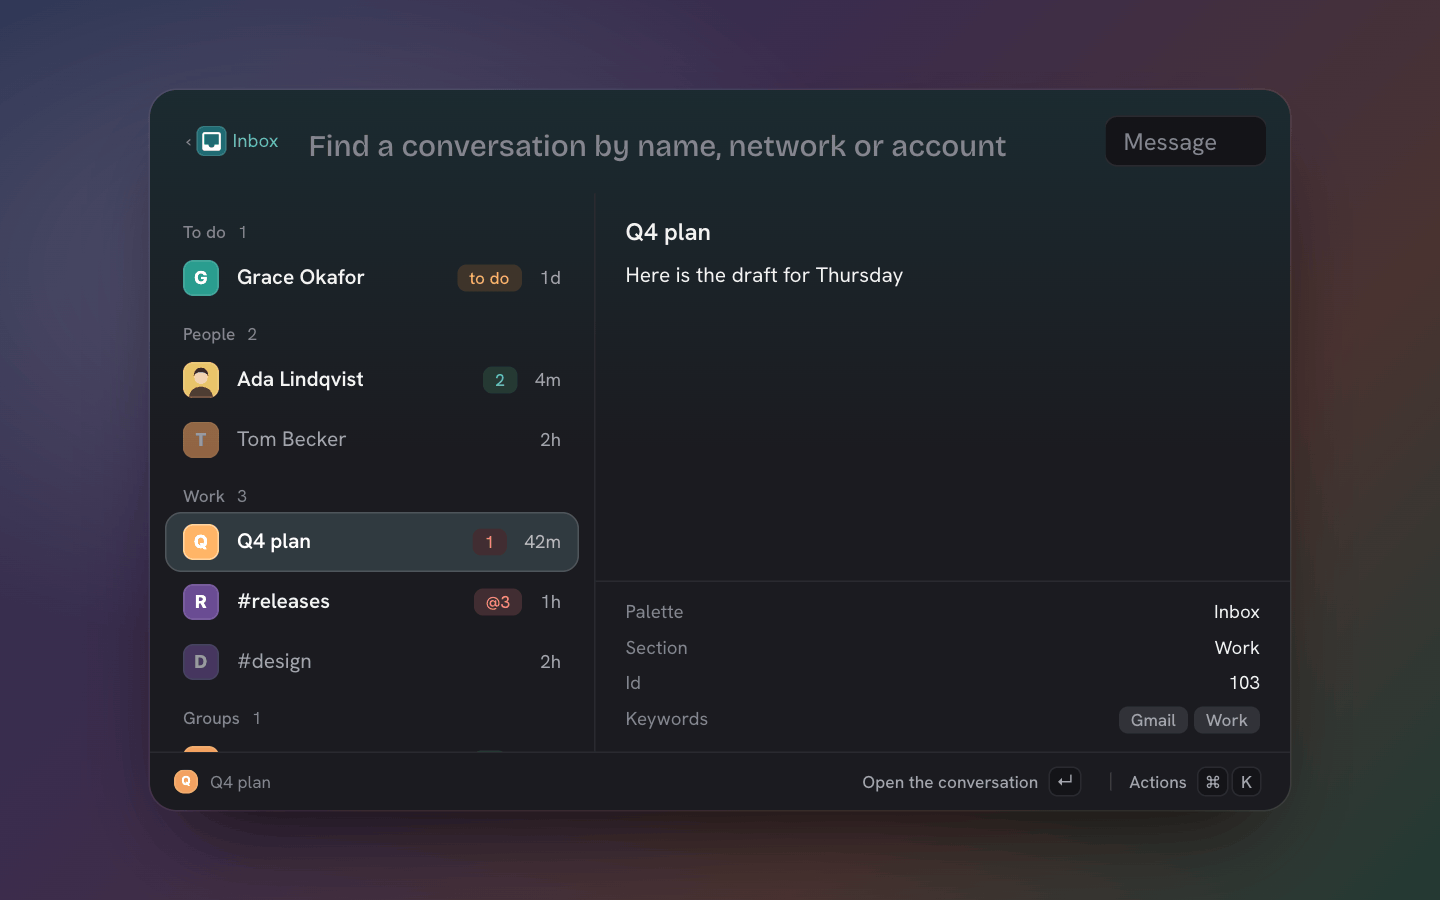 ‹ Inbox Find a conversation by name, network or account Message
To do 1
G Grace Okafor to do 1d
People 2
Ada Lindqvist 2 4m
T Tom Becker 2h
Work 3
Q Q4 plan 1 42m
R #releases @3 1h
D #design 2h
Groups 1
Q4 plan
Here is the draft for Thursday
Palette Inbox
Section Work
Id 103
Keywords Gmail Work
Q Q4 plan Open the conversation ↵ Actions ⌘ K